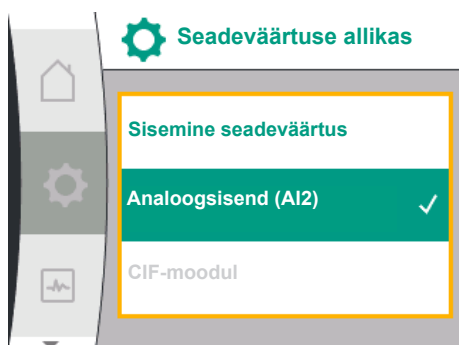 Seadeväärtuse allikas
Sisemine seadeväärtus
Analoogsisend (AI2)
CIF-moodul